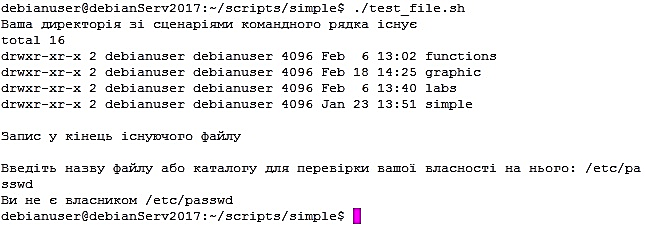 debianuser@debianServ2017:~/scripts/simple$ ./test_file.sh
Ваша директорія зі сценаріями командного рядка існує
total 16
drwxr-xr-x 2 debianuser debianuser 4096 Feb  6 13:02 functions
drwxr-xr-x 2 debianuser debianuser 4096 Feb 18 14:25 graphic
drwxr-xr-x 2 debianuser debianuser 4096 Feb  6 13:40 labs
drwxr-xr-x 2 debianuser debianuser 4096 Jan 23 13:51 simple
Запис у кінець існуючого файлу
Введіть назву файлу або каталогу для перевірки вашої власності на нього: /etc/pa
sswd
Ви не є власником /etc/passwd
debianuser@debianServ2017:~/scripts/simple$